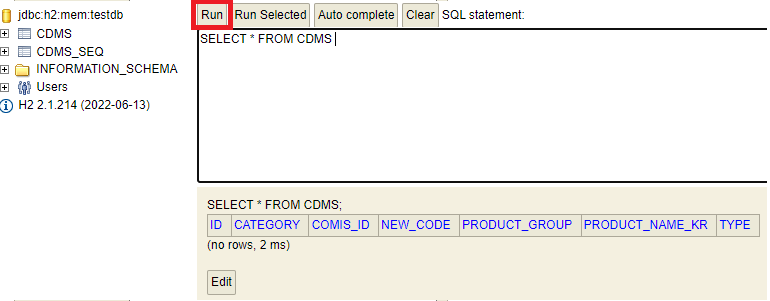 jdbc:h2:mem:testdb
CDMS
CDMS_SEQ
INFORMATION_SCHEMA
Users
H2 2.1.214 (2022-06-13)
Run Run Selected Auto complete Clear SQL statement:
SELECT * FROM CDMS
SELECT * FROM CDMS;
ID CATEGORY COMIS_ID NEW_CODE PRODUCT_GROUP PRODUCT_NAME_KR TYPE
(no rows, 2 ms)
Edit